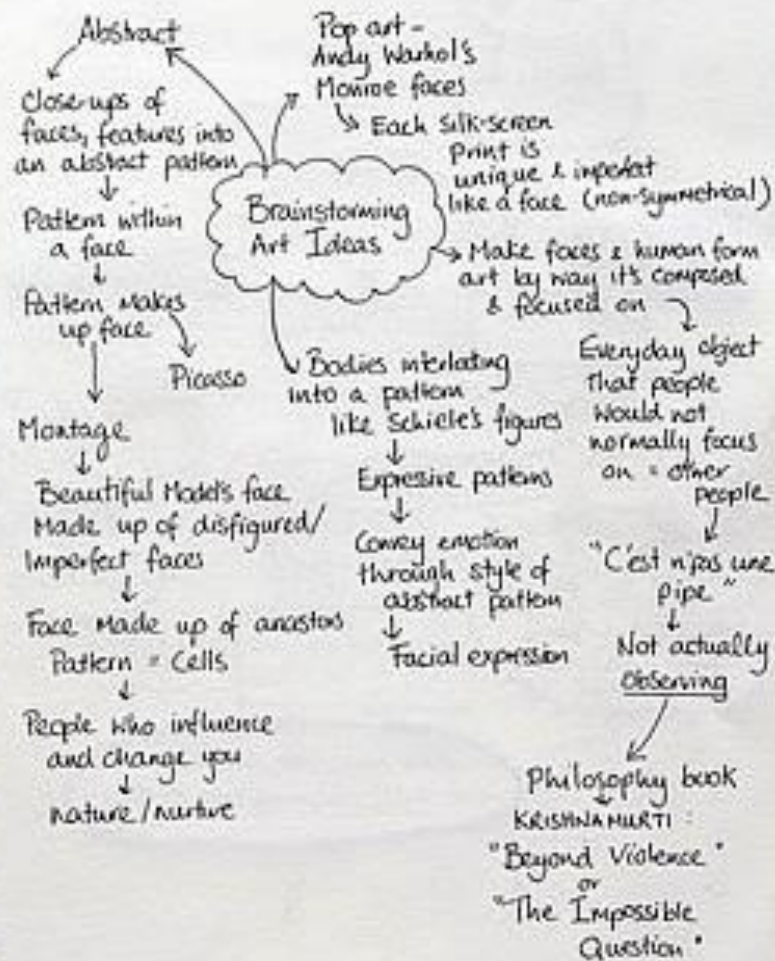 Brainstorming
Art Ideas
Abstract
Close-ups of
faces, features into
an abstract pattern
Pattern within
a face
Pattern makes
up face
Picasso
Montage
Beautiful Model's face
Made up of disfigured/
Imperfect faces
Face Made up of ancestors
Pattern = Cells
People who influence
and change you
nature/nurture
Pop art -
Andy Warhol's
Monroe faces
Each Silk-screen
Print is
unique & imperfect
like a face (non-symmetrical)
Make faces & human form
art by way it's composed
& focused on
Everyday object
that people
would not
normally focus
on = other
people
"C'est n'pas une
pipe"
Not actually
observing
Philosophy book
KRISHNAMURTI:
"Beyond Violence"
or
"The Impossible
Question"
Bodies
into a pattern
like Schiele's figures
Expressive patterns
Convey emotion
through style of
abstract pattern
Facial expression